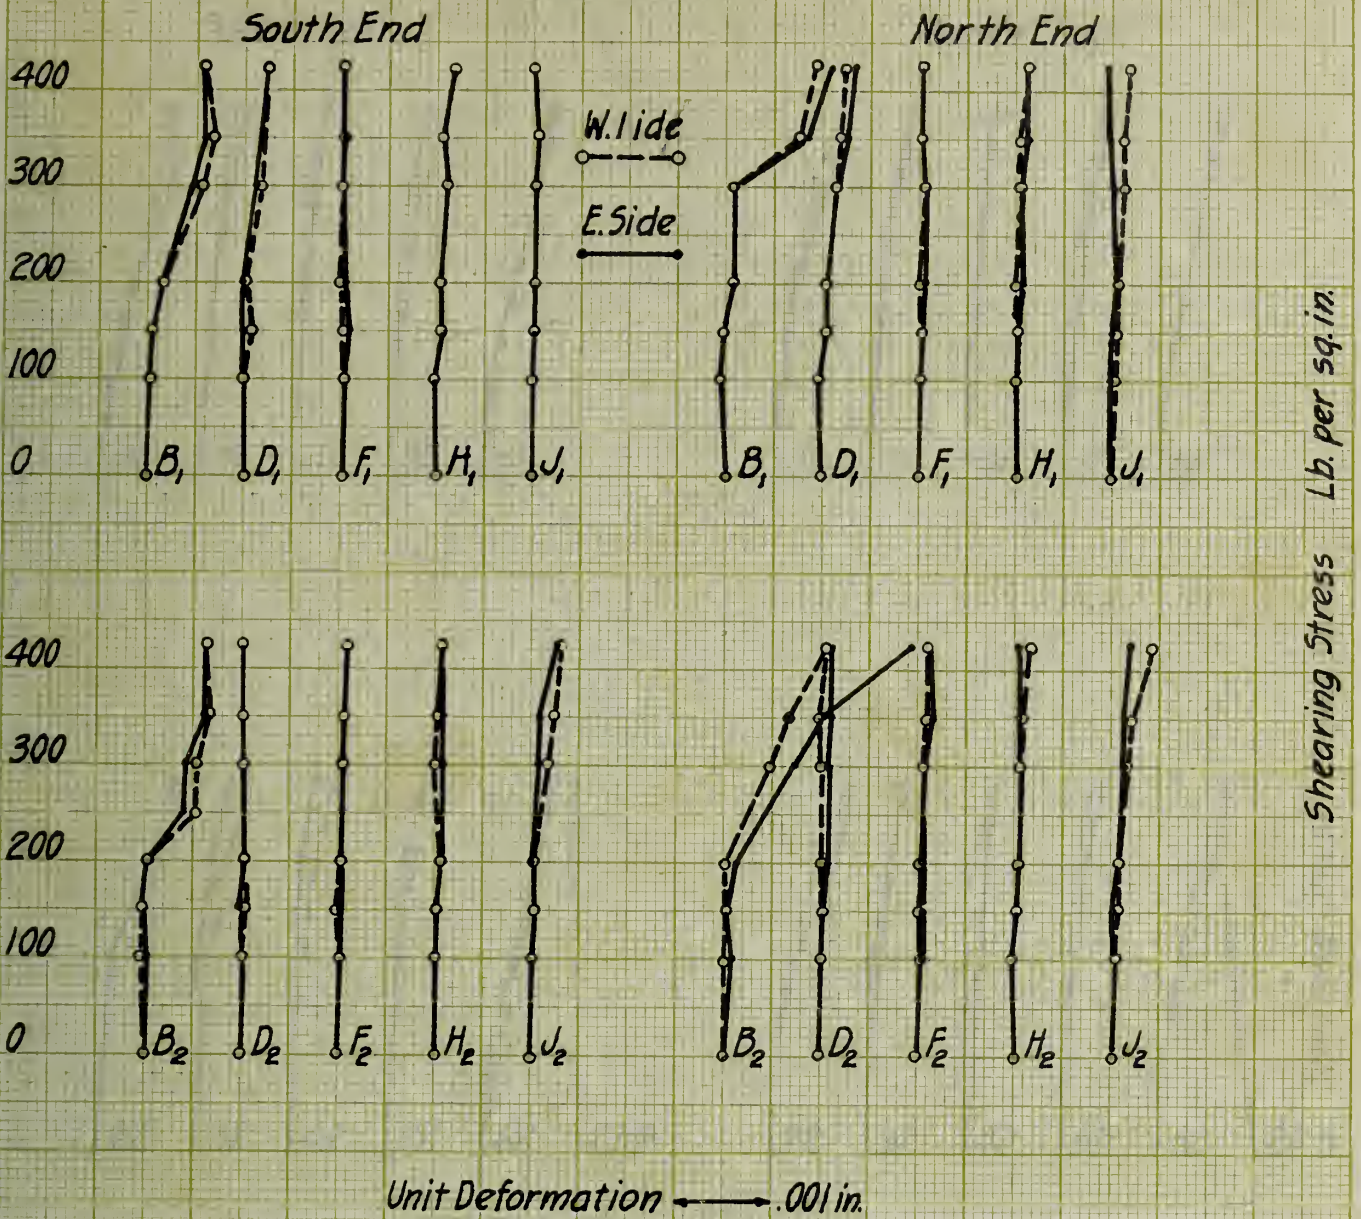 South End
North End
400
300
200
100
0
W.Iide
E.Side
B₁ D₁ F₁ H₁ J₁
B₁ D₁ F₁ H₁ J₁
Shearing Stress Lb. per sq.in.
400
300
200
100
0
B₂ D₂ F₂ H₂ J₂
B₂ D₂ F₂ H₂ J₂
Unit Deformation .001 in.